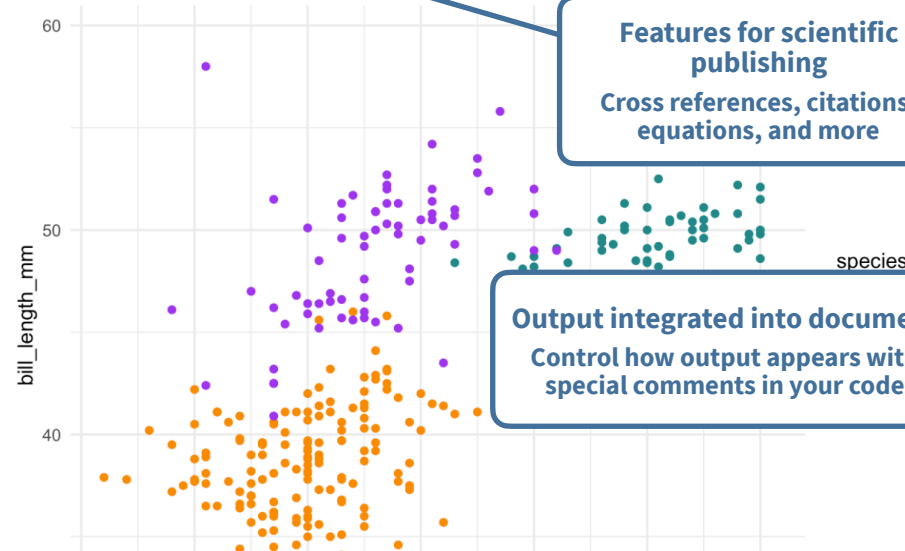 60
Features for scientific
publishing
Cross references, citations
equations, and more
50
bill_length_mm
species
Output integrated into docume
Control how output appears wit
special comments in your code
40